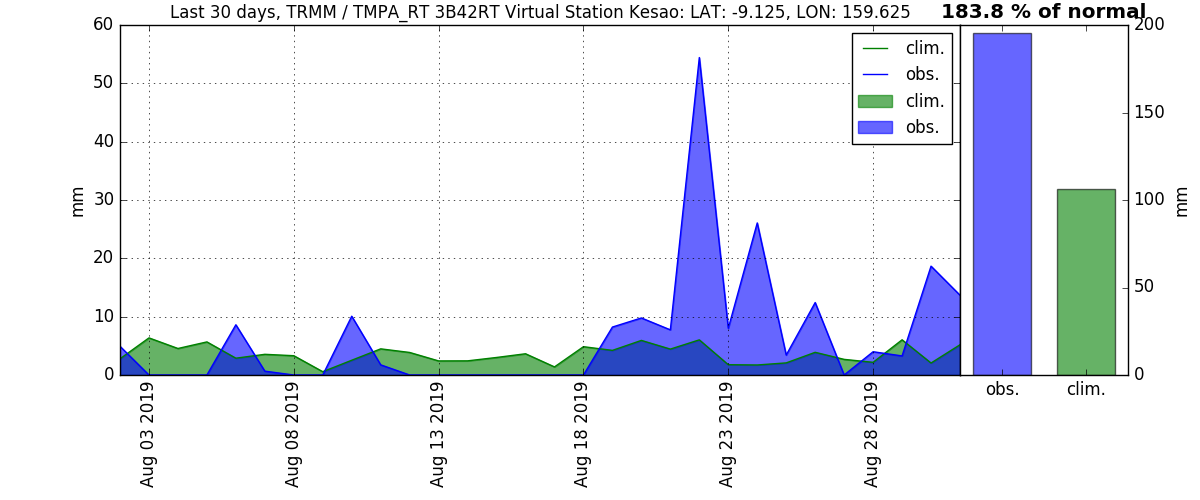 Last 30 days, TRMM / TMPA_RT 3B42RT Virtual Station Kesao: LAT: -9.125, LON: 159.625
183.8 % of normal
60
50
40
30
20
10
0
mm
clim.
obs.
clim.
obs.
200
150
100
50
0
mm
Aug 03 2019
Aug 08 2019
Aug 13 2019
Aug 18 2019
Aug 23 2019
Aug 28 2019
obs.
clim.